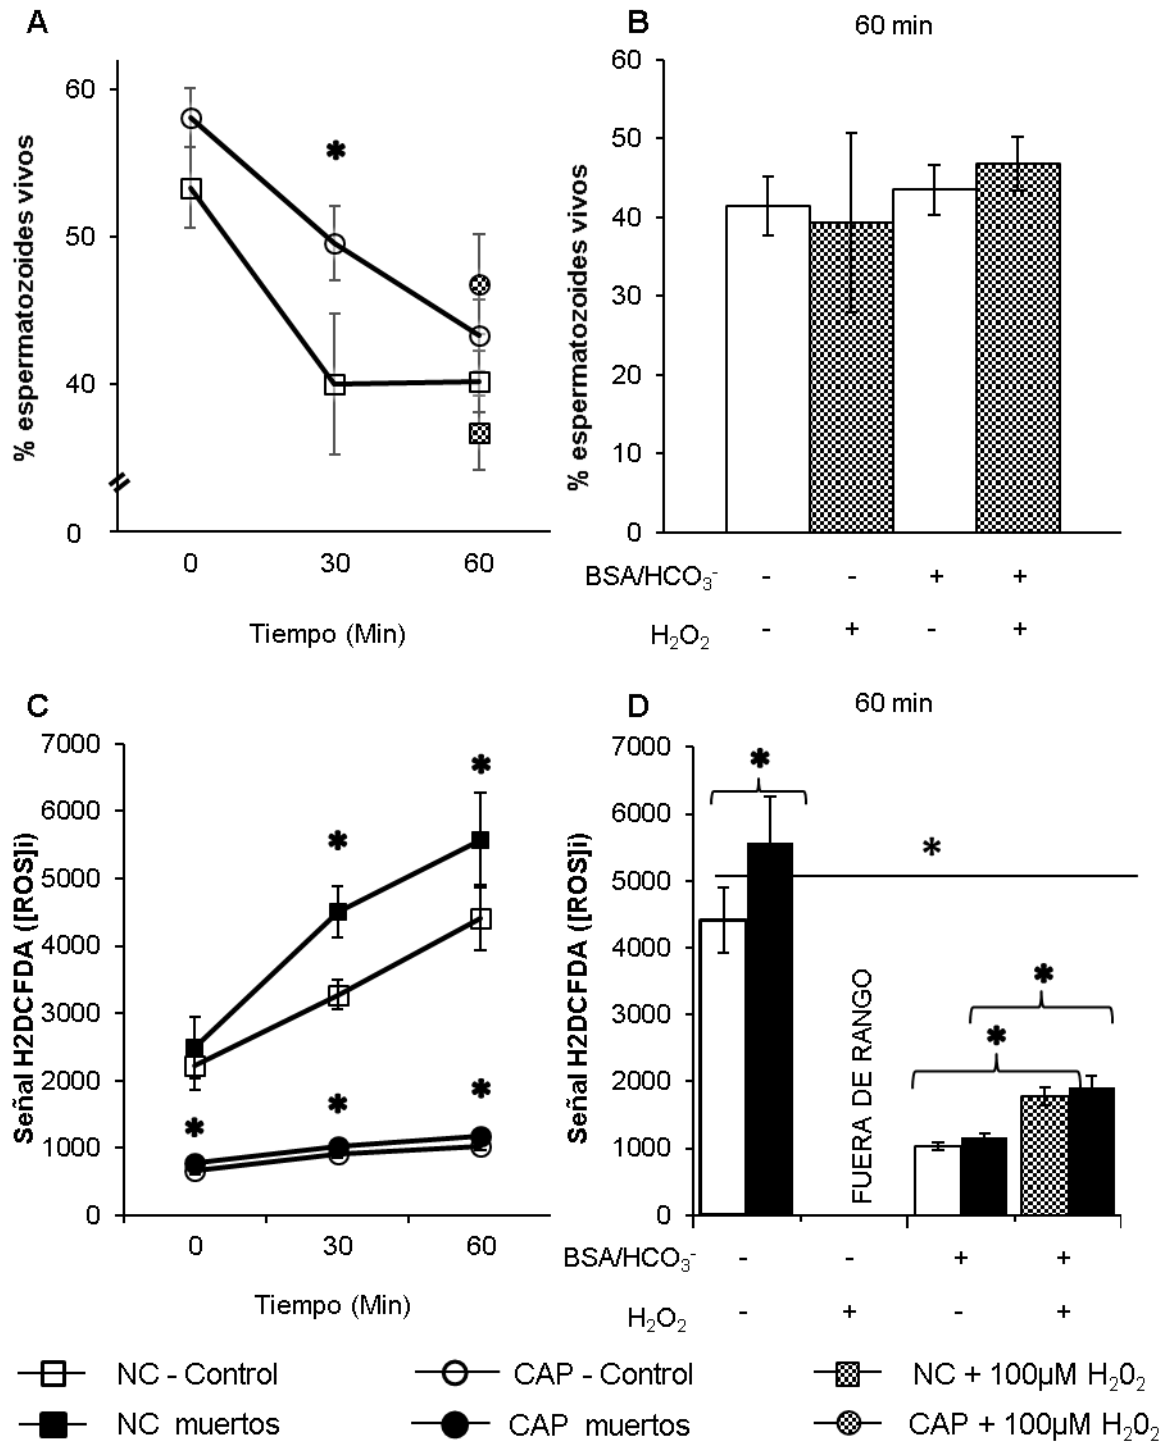 A
% espermatozoides vivos
60
50
40
0
*
0 30 60
Tiempo (Min)
B
60 min
% espermatozoides vivos
60
50
40
30
20
10
0
BSA/HCO₃⁻ - - + +
H₂O₂ - + - +
C
Señal H2DCFDA ([ROS]i)
7000
6000
5000
4000
3000
2000
1000
0
* * * * *
0 30 60
Tiempo (Min)
D
60 min
Señal H2DCFDA ([ROS]i)
7000
6000
5000
4000
3000
2000
1000
0
* * * *
FUERA DE RANGO
BSA/HCO₃⁻ - - + +
H₂O₂ - + - +
NC - Control
CAP - Control
NC + 100µM H₂0₂
NC muertos
CAP muertos
CAP + 100µM H₂0₂